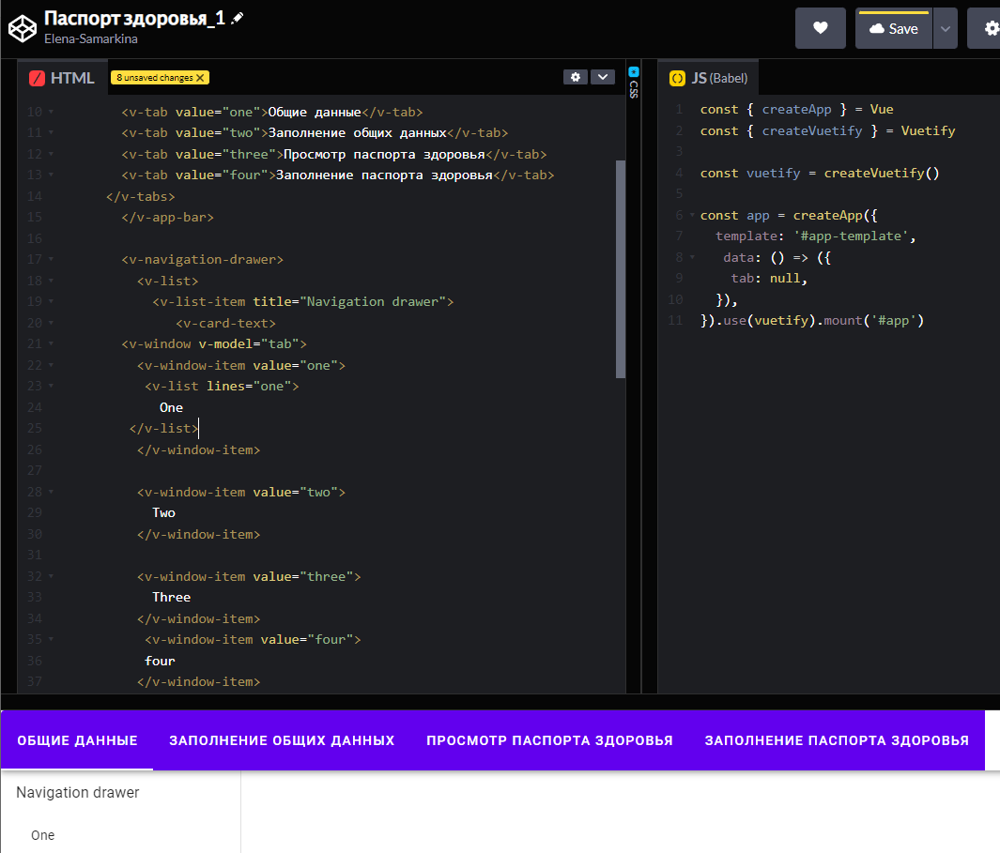 Паспорт здоровья_1
Elena-Samarkina
Save
HTML
8 unsaved changes X
CSS
JS (Babel)
10 <v-tab value="one">Общие данные</v-tab>
11 <v-tab value="two">Заполнение общих данных</v-tab>
12 <v-tab value="three">Просмотр паспорта здоровья</v-tab>
13 <v-tab value="four">Заполнение паспорта здоровья</v-tab>
14 </v-tabs>
15 </v-app-bar>
16
17 <v-navigation-drawer>
18 <v-list>
19 <v-list-item title="Navigation drawer">
20 <v-card-text>
21 <v-window v-model="tab">
22 <v-window-item value="one">
23 <v-list lines="one">
24 One
25 </v-list>
26 </v-window-item>
27
28 <v-window-item value="two">
29 Two
30 </v-window-item>
31
32 <v-window-item value="three">
33 Three
34 </v-window-item>
35 <v-window-item value="four">
36 four
37 </v-window-item>
1 const { createApp } = Vue
2 const { createVuetify } = Vuetify
3
4 const vuetify = createVuetify()
5
6 const app = createApp({
7 template: '#app-template',
8 data: () => ({
9 tab: null,
10 }),
11 }).use(vuetify).mount('#app')
ОБЩИЕ ДАННЫЕ
ЗАПОЛНЕНИЕ ОБЩИХ ДАННЫХ
ПРОСМОТР ПАСПОРТА ЗДОРОВЬЯ
ЗАПОЛНЕНИЕ ПАСПОРТА ЗДОРОВЬЯ
Navigation drawer
One